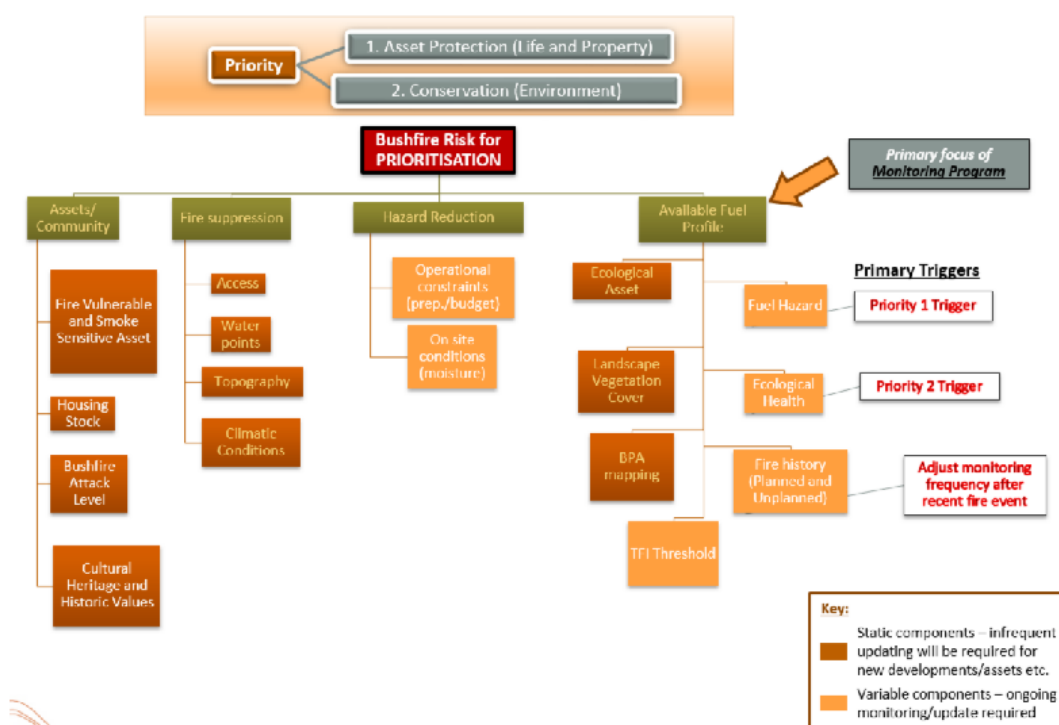 Priority
1. Asset Protection (Life and Property)
2. Conservation (Environment)
Bushfire Risk for
PRIORITISATION
Primary focus of
Monitoring Program
Assets/
Community
Fire suppression
Hazard Reduction
Available Fuel
Profile
Fire Vulnerable
and Smoke
Sensitive Asset
Housing
Stock
Bushfire
Attack
Level
Cultural
Heritage and
Historic Values
Access
Water
points
Topography
Climatic
Conditions
Operational
constraints
(prep./budget)
On site
conditions
(moisture)
Ecological
Asset
Landscape
Vegetation
Cover
BPA
mapping
TFI Threshold
Primary Triggers
Fuel Hazard
Priority 1 Trigger
Ecological
Health
Priority 2 Trigger
Fire history
(Planned and
Unplanned)
Adjust monitoring
frequency after
recent fire event
Key:
Static components – infrequent
updating will be required for
new developments/assets etc.
Variable components – ongoing
monitoring/update required